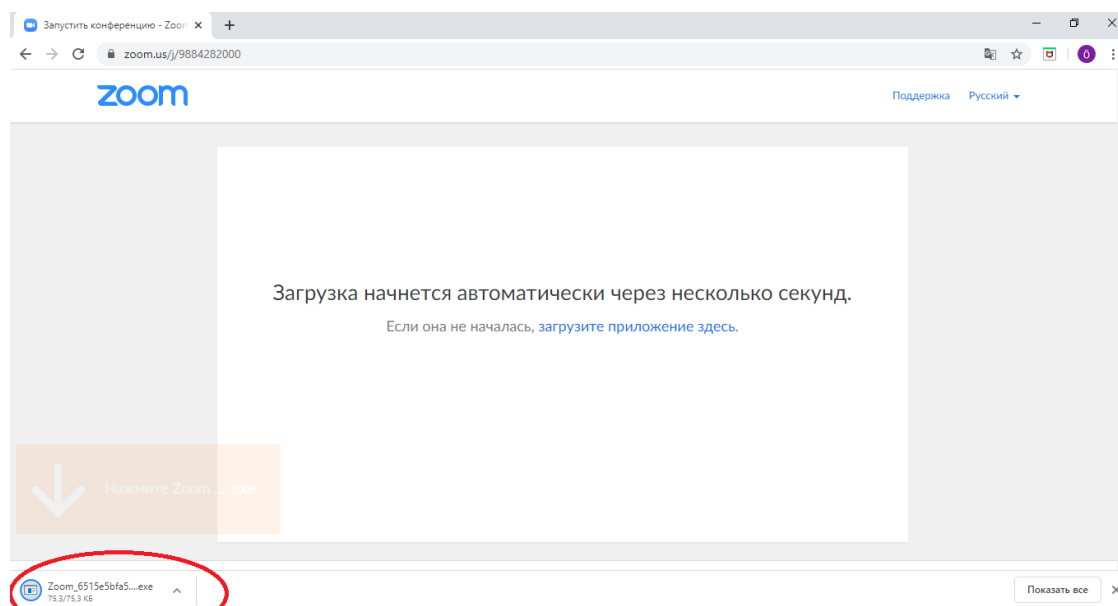 Запустить конференцию - Zoon
zoom.us/j/9884282000
ö
zoom
Поддержка Русский
Загрузка начнется автоматически через несколько секунд.
Если она не началась, загрузите приложение здесь.
Нажмите Zoom ... .exe.
Zoom_6515e5bfa5....exe
75,3/75,3 КБ
Показать все